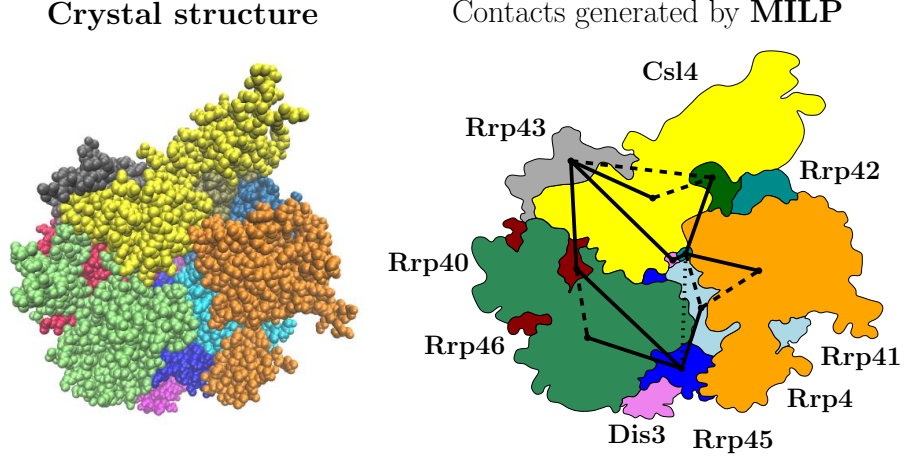 Crystal structure
Contacts generated by MILP
Csl4
Rrp43
Rrp42
Rrp40
Rrp46
Rrp41
Rrp4
Dis3
Rrp45